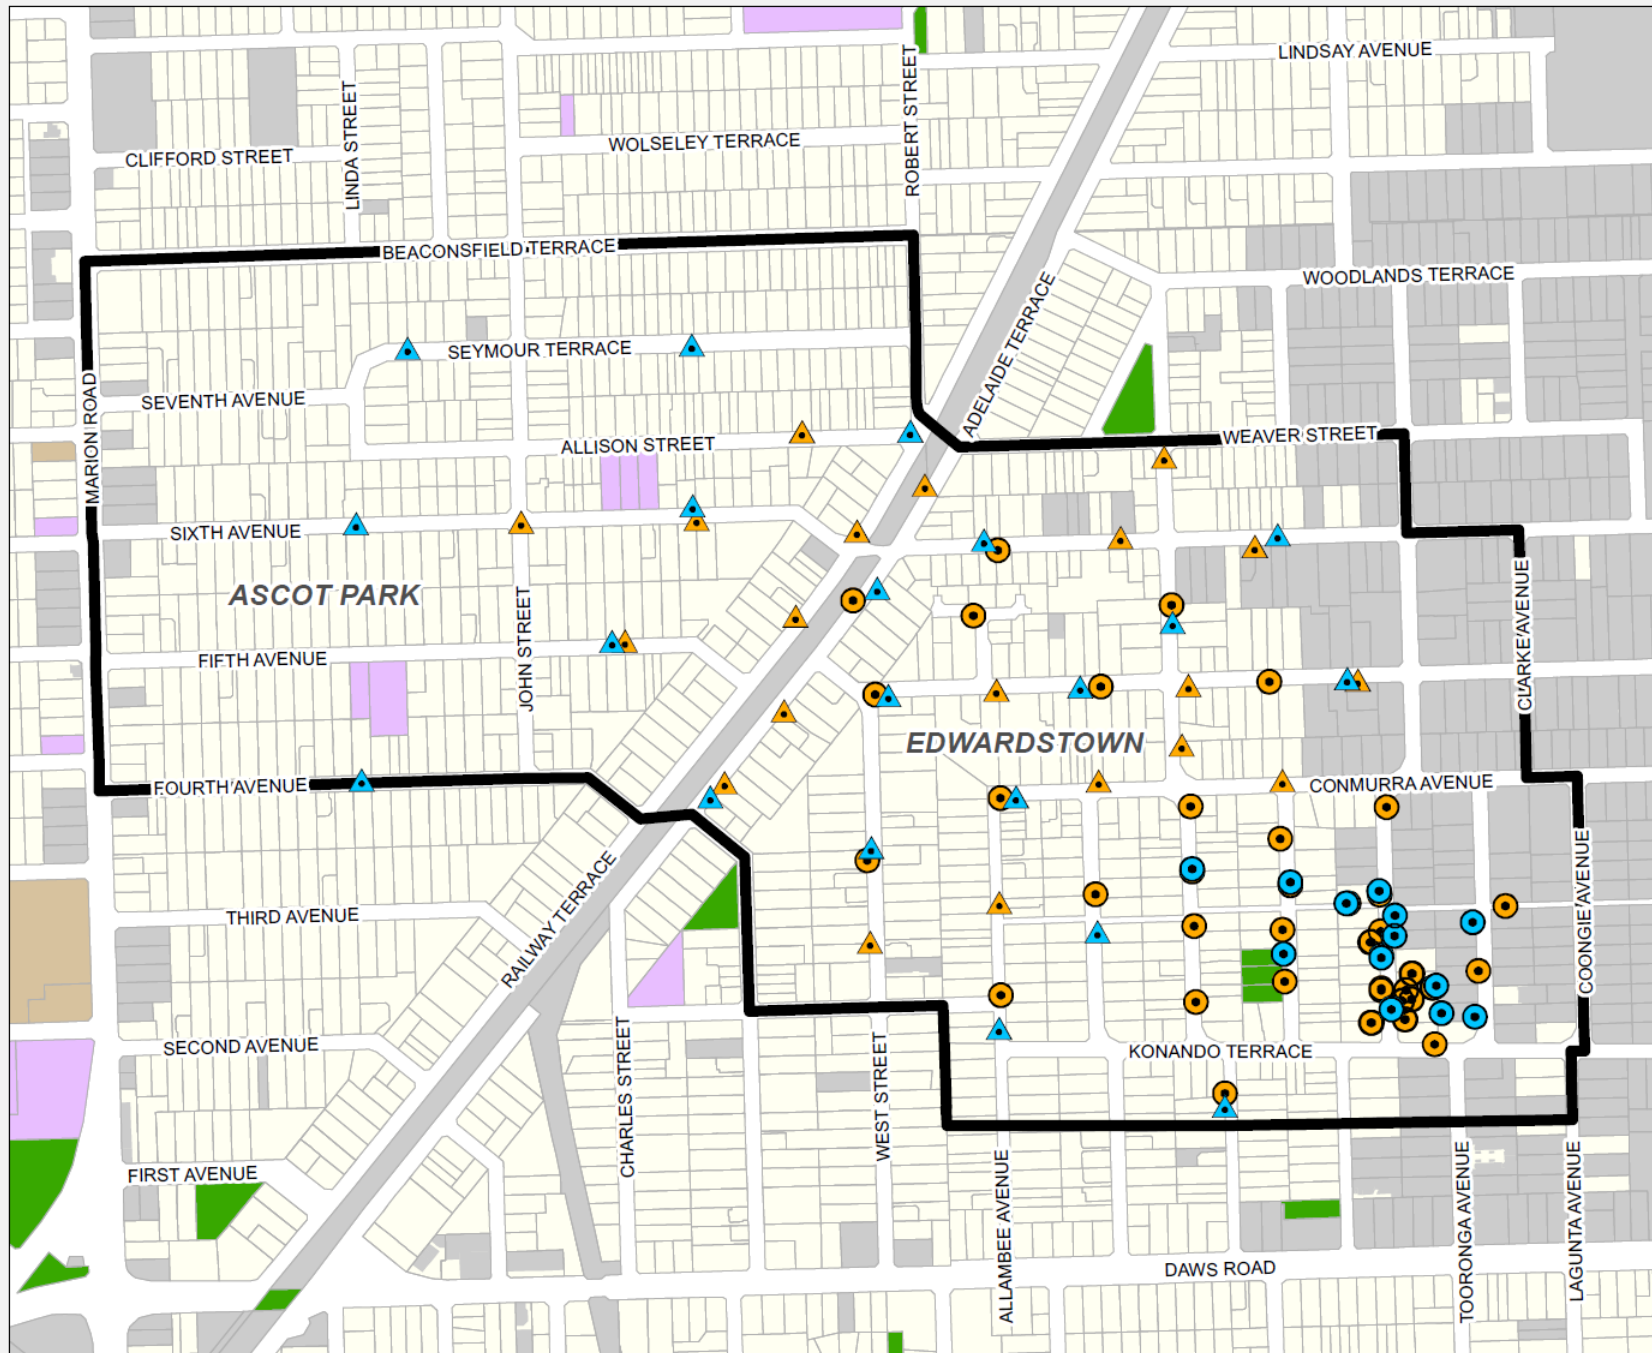 LINDSAY AVENUE
ROBERT STREET
LINDA STREET
WOLSELEY TERRACE
CLIFFORD STREET
BEACONSFIELD TERRACE
WOODLANDS TERRACE
ADELAIDE TERRACE
SEYMOUR TERRACE
SEVENTH AVENUE
MARION ROAD
WEAVER STREET
ALLISON STREET
SIXTH AVENUE
ASCOT PARK
CLARKE AVENUE
JOHN STREET
FIFTH AVENUE
EDWARDSTOWN
FOURTH AVENUE
CONMURRA AVENUE
COONGIE AVENUE
RAILWAY TERRACE
THIRD AVENUE
SECOND AVENUE
KONANDO TERRACE
CHARLES STREET
WEST STREET
FIRST AVENUE
ALLAMBEE AVENUE
TOORONGA AVENUE
LAGUNTA AVENUE
DAWS ROAD